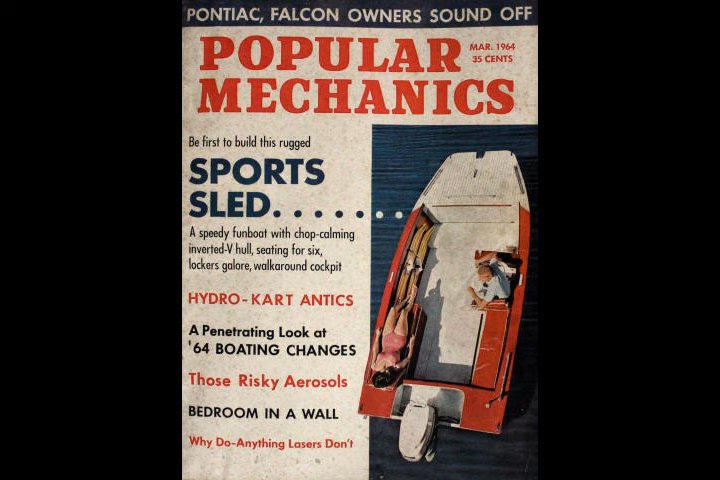 PONTIAC, FALCON OWNERS SOUND OFF
POPULAR
MECHANICS
MAR. 1964
35 CENTS
Be first to build this rugged
SPORTS
SLED.........
A speedy funboat with chop-calming
inverted-V hull, seating for six,
lockers galore, walkaround cockpit
HYDRO-KART ANTICS
A Penetrating Look at
'64 BOATING CHANGES
Those Risky Aerosols
BEDROOM IN A WALL
Why Do-Anything Lasers Don't